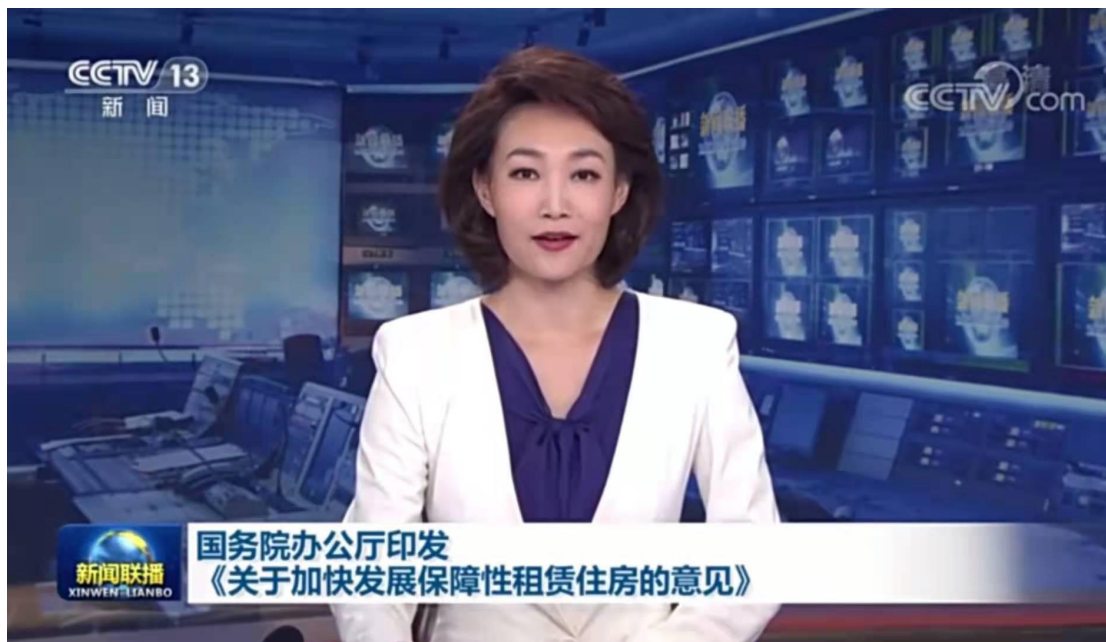 CCTV 13
新闻
CCTV.com
国务院办公厅印发
《关于加快发展保障性租赁住房的意见》
新闻联播
XINWEN LIANBO